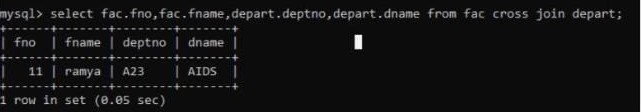 mysql> select fac.fno,fac.fname,depart.deptno,depart.dname from fac cross join depart;
+------+-------+--------+-------+
| fno | fname | deptno | dname |
+------+-------+--------+-------+
| 11 | ramya | A23 | AIDS |
+------+-------+--------+-------+
1 row in set (0.05 sec)